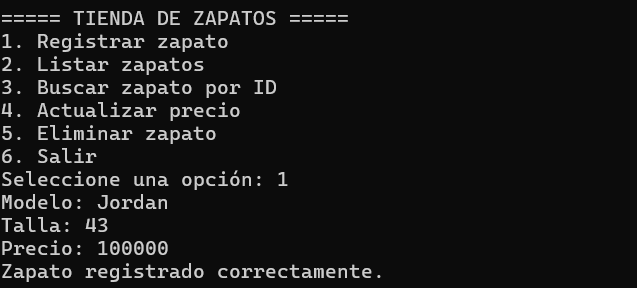 ===== TIENDA DE ZAPATOS =====
1. Registrar zapato
2. Listar zapatos
3. Buscar zapato por ID
4. Actualizar precio
5. Eliminar zapato
6. Salir
Seleccione una opción: 1
Modelo: Jordan
Talla: 43
Precio: 100000
Zapato registrado correctamente.